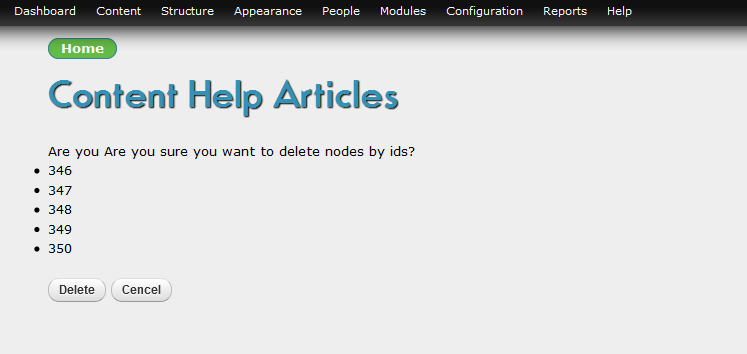 Dashboard Content Structure Appearance People Modules Configuration Reports Help
Home
Content Help Articles
Are you Are you sure you want to delete nodes by ids?
346
347
348
349
350
Delete Cencel